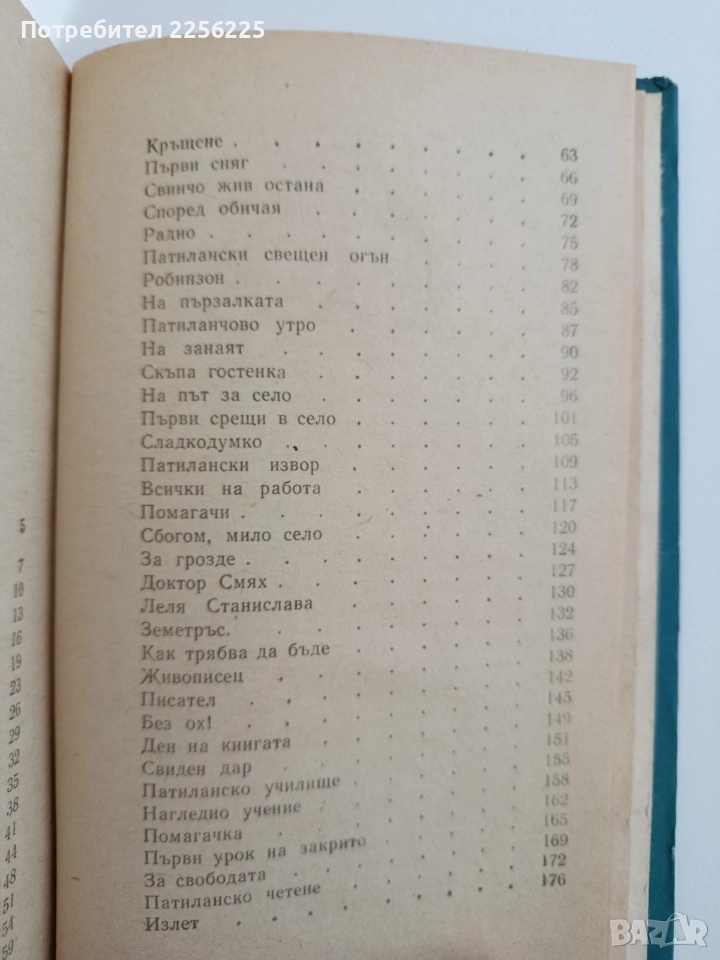 Потребител 2256225
5
7
10
13
16
19
23
26
29
32
35
38
41
44
48
51
54
59
Кръщене . . . . . . . . 63
Първи сняг . . . . . . . 66
Свинчо жив остана . . . . . 69
Според обичая . . . . . . 72
Радио . . . . . . . . . 75
Патилански свещен огън . . . . 78
Робинзон . . . . . . . . 82
На пързалката . . . . . . 85
Патиланчово утро . . . . . 87
На занаят . . . . . . . 90
Скъпа гостенка . . . . . . 92
На път за село . . . . . . 96
Първи срещи в село . . . . . 101
Сладкодумко . . . . . . . 105
Патилански извор . . . . . . 109
Всички на работа . . . . . 113
Помагачи . . . . . . . . 117
Сбогом, мило село . . . . . 120
За грозде . . . . . . . . 124
Доктор Смях . . . . . . . 127
Леля Станислава . . . . . 130
Земетръс . . . . . . . . 132
Как трябва да бъде . . . . . 136
Живописец . . . . . . . 138
Писател . . . . . . . . 142
Без ох! . . . . . . . . 145
Ден на книгата . . . . . . 149
Свиден дар . . . . . . . 151
Патиланско училище . . . . . 155
Нагледно учение . . . . . . 158
Помагачка . . . . . . . 162
Първи урок на закрито . . . . 165
За свободата . . . . . . . 169
Патиланско четене . . . . . 172
Излет . . . . . . . . . 176
BAZAR